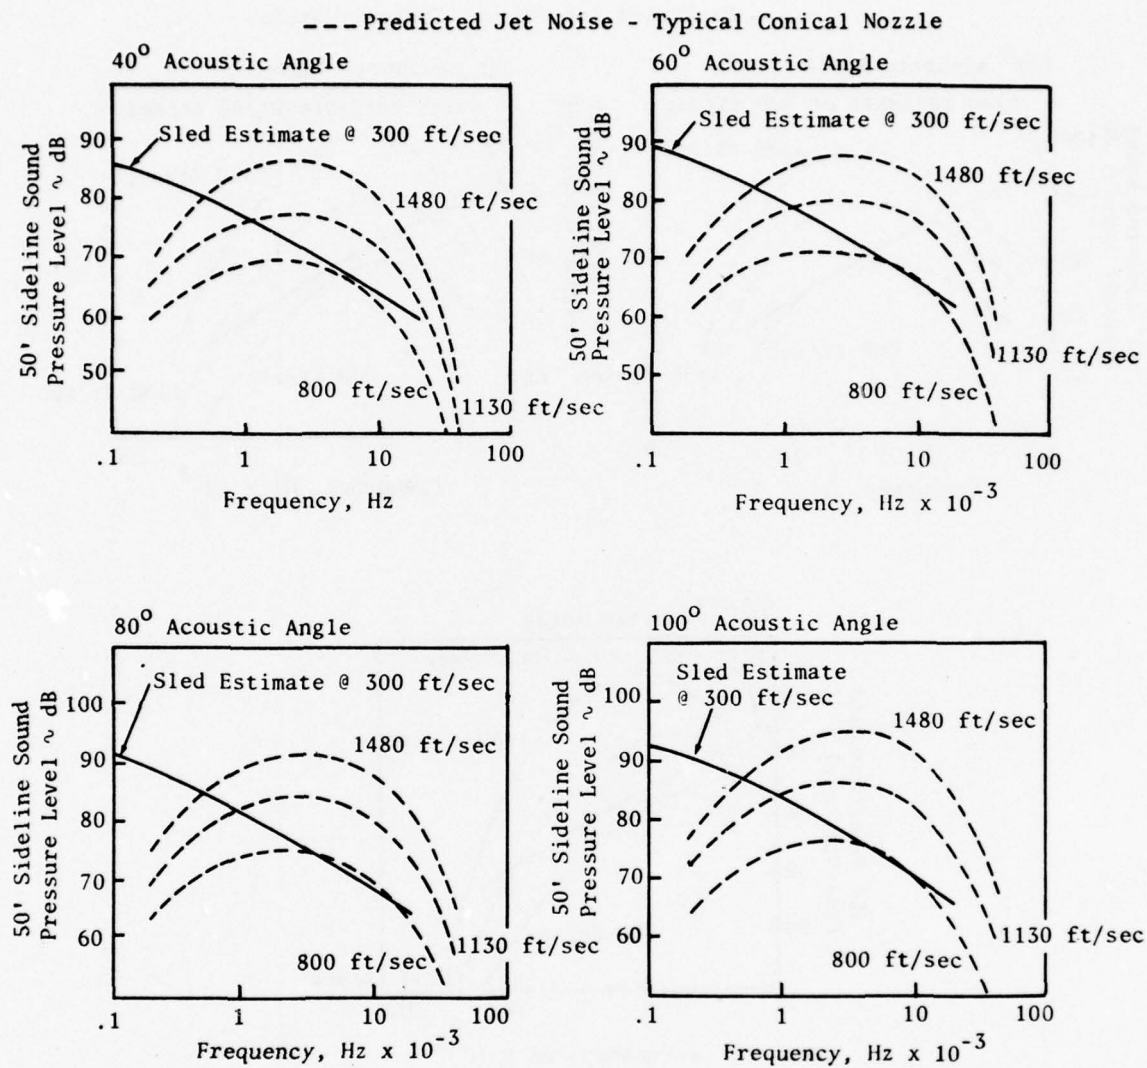 --- Predicted Jet Noise - Typical Conical Nozzle
40° Acoustic Angle
50' Sideline Sound
Pressure Level ~ dB
90
80
70
60
50
Sled Estimate @ 300 ft/sec
1480 ft/sec
800 ft/sec
1130 ft/sec
.1 1 10 100
Frequency, Hz
60° Acoustic Angle
50' Sideline Sound
Pressure Level ~ dB
90
80
70
60
50
Sled Estimate @ 300 ft/sec
1480 ft/sec
1130 ft/sec
800 ft/sec
.1 1 10 100
Frequency, Hz x 10⁻³
80° Acoustic Angle
50' Sideline Sound
Pressure Level ~ dB
100
90
80
70
60
Sled Estimate @ 300 ft/sec
1480 ft/sec
1130 ft/sec
800 ft/sec
.1 1 10 100
Frequency, Hz x 10⁻³
100° Acoustic Angle
50' Sideline Sound
Pressure Level ~ dB
100
90
80
70
60
Sled Estimate
@ 300 ft/sec
1480 ft/sec
1130 ft/sec
800 ft/sec
.1 1 10 100
Frequency, Hz x 10⁻³